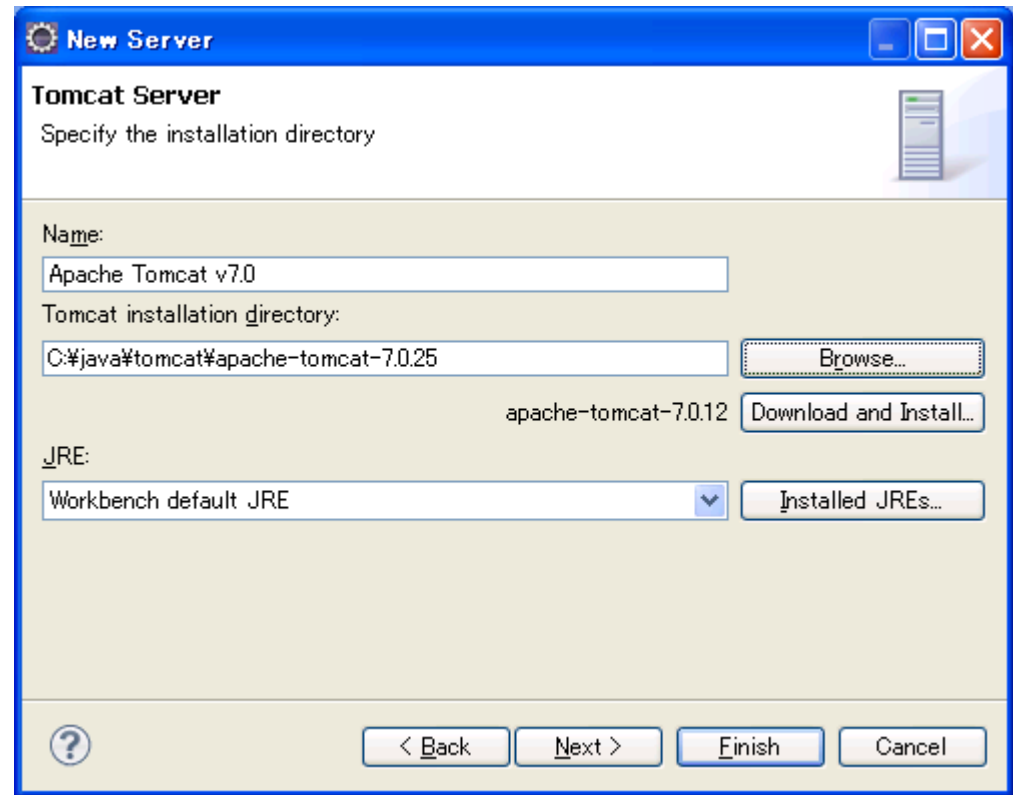 New Server
Tomcat Server
Specify the installation directory
Name:
Apache Tomcat v7.0
Tomcat installation directory:
C:¥java¥tomcat¥apache-tomcat-7.0.25
Browse...
apache-tomcat-7.0.12 Download and Install...
JRE:
Workbench default JRE
Installed JREs...
< Back Next > Finish Cancel